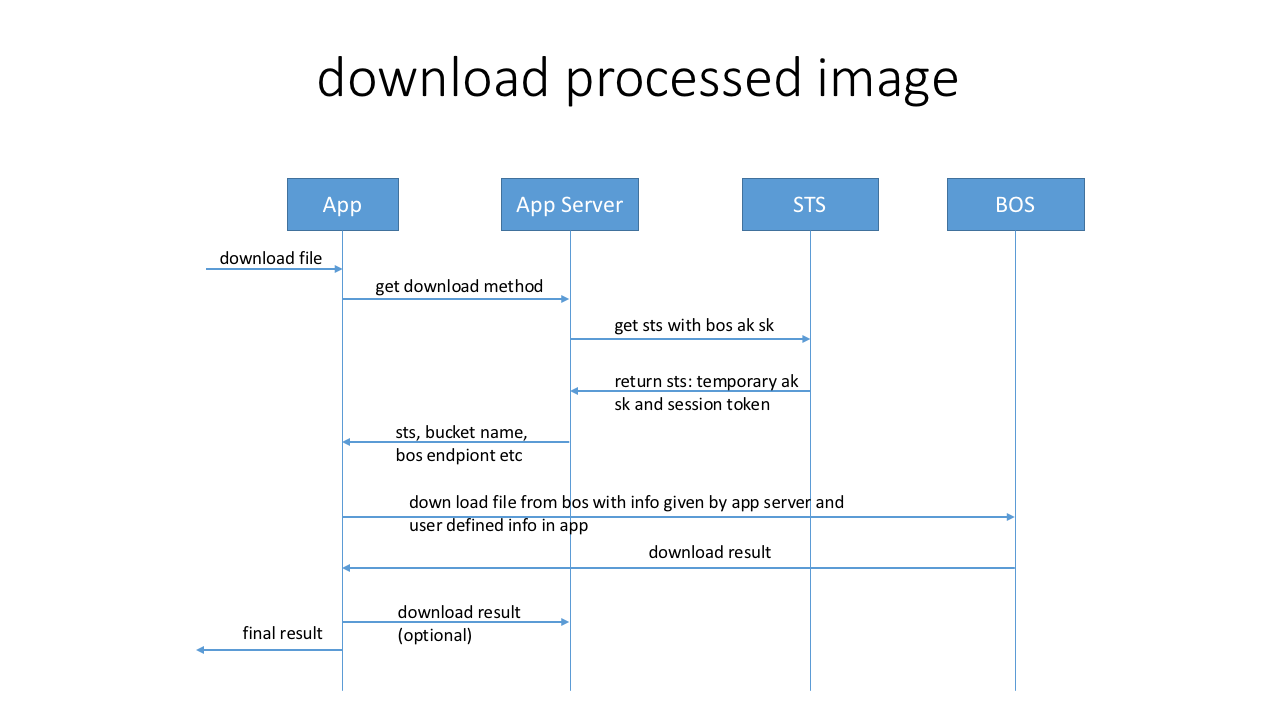 download processed image
App
App Server
STS
BOS
download file
get download method
get sts with bos ak sk
return sts: temporary ak
sk and session token
sts, bucket name,
bos endpiont etc
down load file from bos with info given by app server and
user defined info in app
download result
download result
(optional)
final result